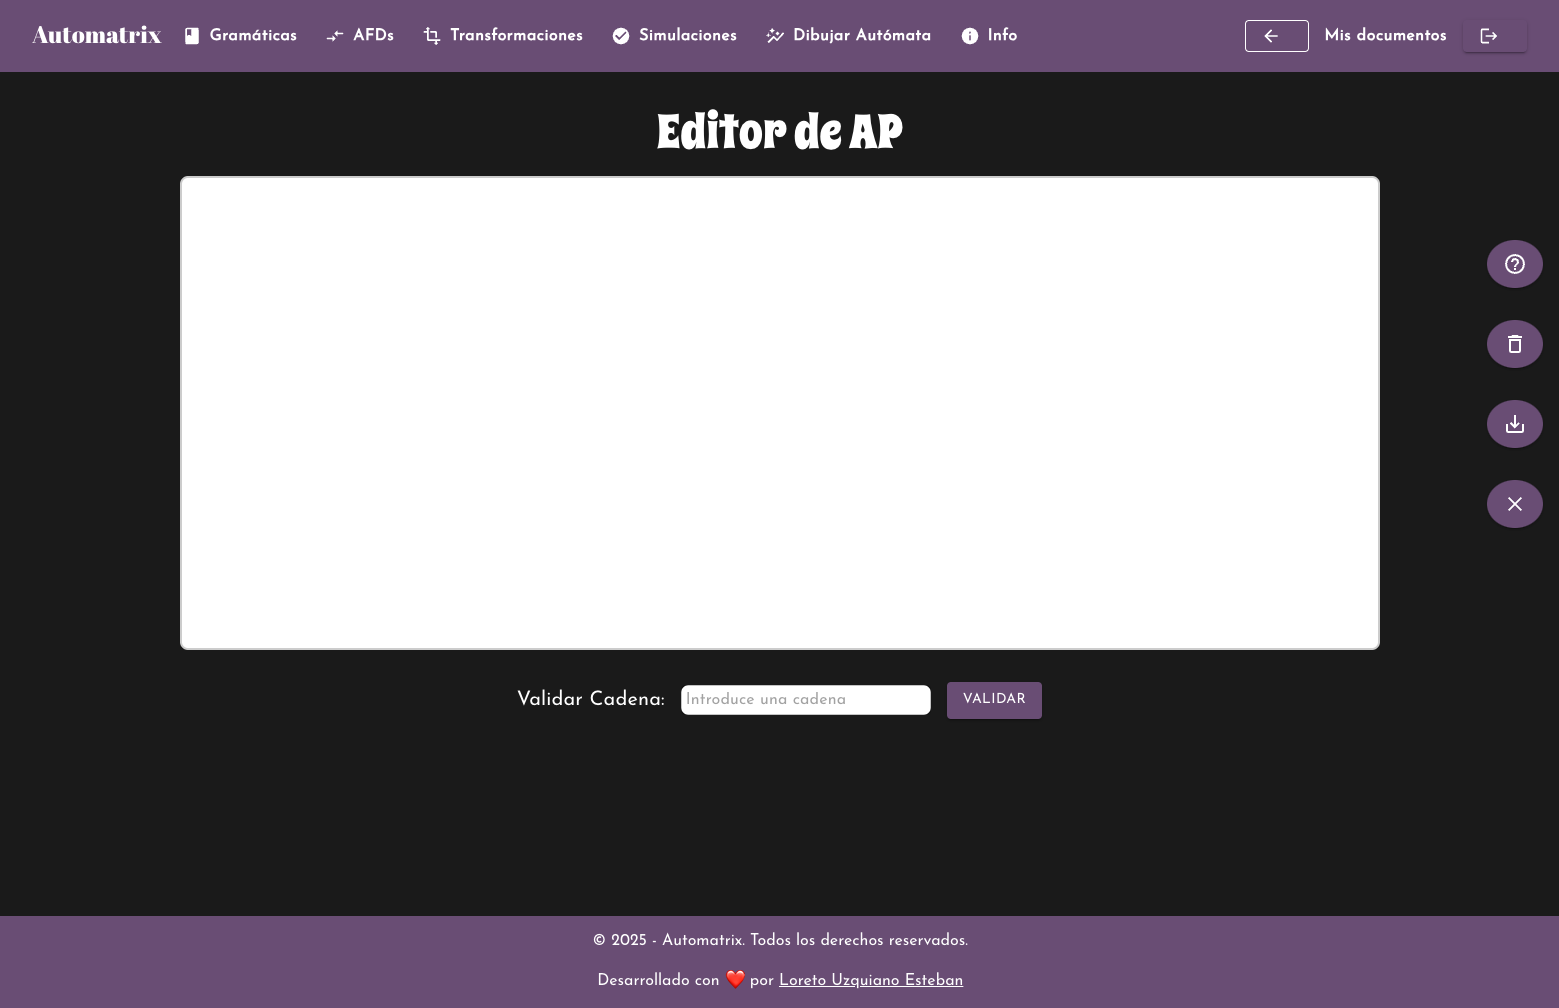 Automatrix Gramáticas AFDs Transformaciones Simulaciones Dibujar Autómata Info Mis documentos
Editor de AP
Validar Cadena: Introduce una cadena VALIDAR
© 2025 - Automatrix. Todos los derechos reservados.
Desarrollado con ❤️ por Loreto Uzquiano Esteban